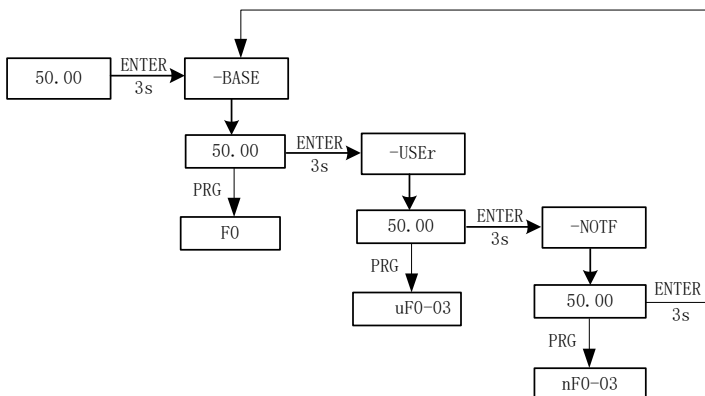 50.00
ENTER
3s
-BASE
50.00
ENTER
3s
-USEr
PRG
F0
50.00
ENTER
3s
-NOTF
PRG
uF0-03
50.00
ENTER
3s
PRG
nF0-03